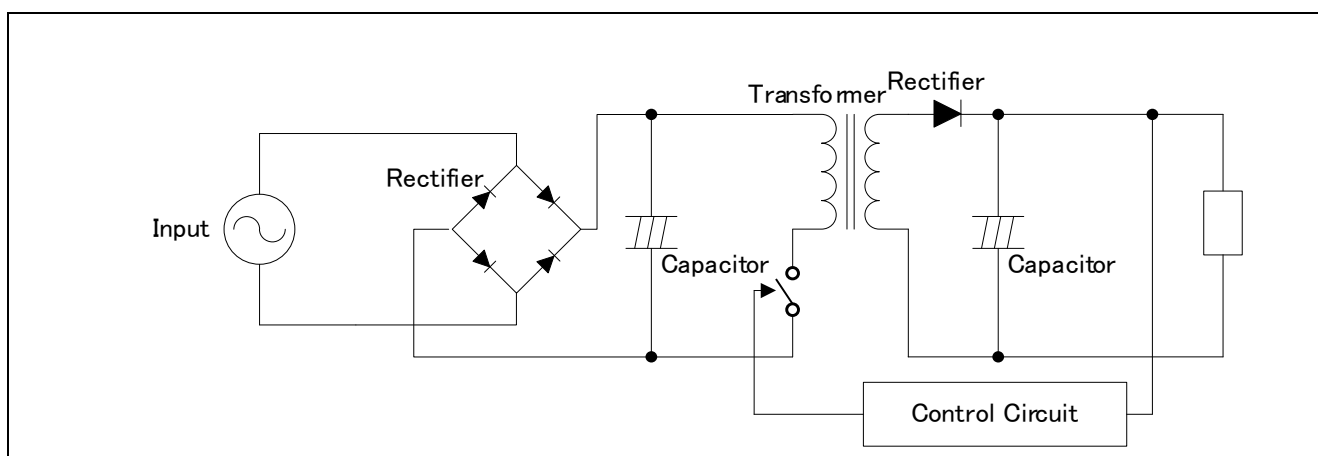 Rectifier
Transformer
Rectifier
Input
Capacitor
Capacitor
Control Circuit